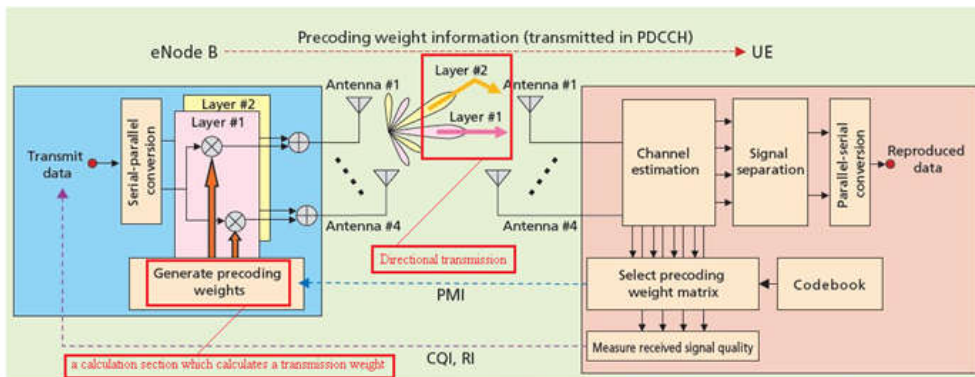 Precoding weight information (transmitted in PDCCH)
eNode B
UE
Antenna #1
Layer #2
Antenna #1
Layer #2
Layer #1
Layer #1
Transmit
data
Serial-parallel
conversion
Channel
estimation
Signal
separation
Parallel-serial
conversion
Reproduced
data
Antenna #4
Antenna #4
Directional transmission
Generate precoding
weights
PMI
Select precoding
weight matrix
Codebook
CQI, RI
Measure received signal quality
a calculation section which calculates a transmission weight